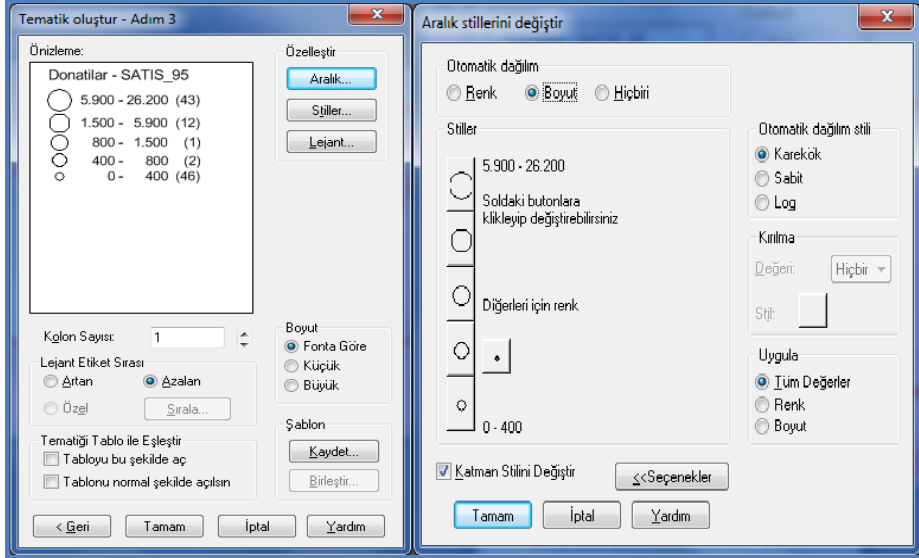 Tematik oluştur - Adım 3
Önizleme:
Donatilar - SATIS_95
5.900 - 26.200 (43)
1.500 - 5.900 (12)
800 - 1.500 (1)
400 - 800 (2)
0 - 400 (46)
Özelleştir
Aralık...
Stiller...
Lejant...
Kolon Sayısı:
1
Lejant Etiket Sırası
Artan
Azalan
Özel
Sırala...
Boyut
Fonta Göre
Küçük
Büyük
Tematiği Tablo ile Eşleştir
Tabloyu bu şekilde aç
Tablonu normal şekilde açılsın
Şablon
Kaydet...
Birleştir...
< Geri
Tamam
İptal
Yardım
Aralık stillerini değiştir
Otomatik dağılım
Renk
Boyut
Hiçbiri
Stiller
5.900 - 26.200
Soldaki butonlara
klikleyip değiştirebilirsiniz
Diğerleri için renk
0 - 400
Otomatik dağılım stili
Karekök
Sabit
Log
Kırılma
Değeri:
Hiçbir
Stil:
Uygula
Tüm Değerler
Renk
Boyut
Katman Stilini Değiştir
<<Seçenekler
Tamam
İptal
Yardım